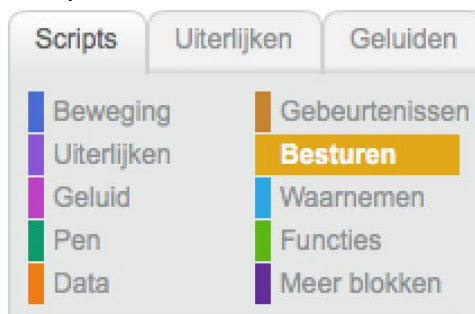 Scripts Uiterlijken Geluiden
Beweging Gebeurtenissen
Uiterlijken Besturen
Geluid Waarnemen
Pen Functies
Data Meer blokken